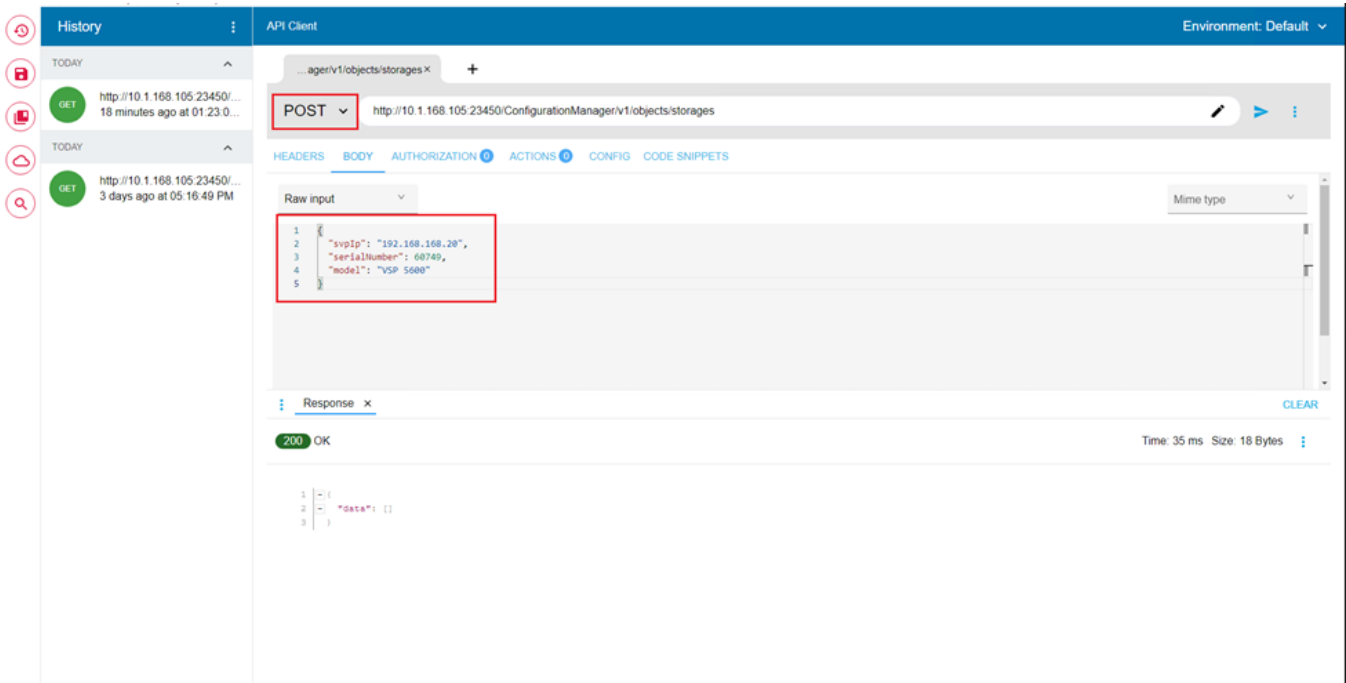 History
API Client
Environment: Default
TODAY
GET
http://10.1.168.105:23450/...
18 minutes ago at 01:23:0...
TODAY
GET
http://10.1.168.105:23450/...
3 days ago at 05:16:49 PM
...ager/v1/objects/storages ×
+
POST
http://10.1.168.105:23450/ConfigurationManager/v1/objects/storages
HEADERS BODY AUTHORIZATION 0 ACTIONS 0 CONFIG CODE SNIPPETS
Raw input
Mime type
1 {
2 "svpIp": "192.168.168.20",
3 "serialNumber": 60749,
4 "model": "VSP 5600"
5 }
Response ×
CLEAR
200 OK
Time: 35 ms Size: 18 Bytes
1 {
2 "data": []
3 }